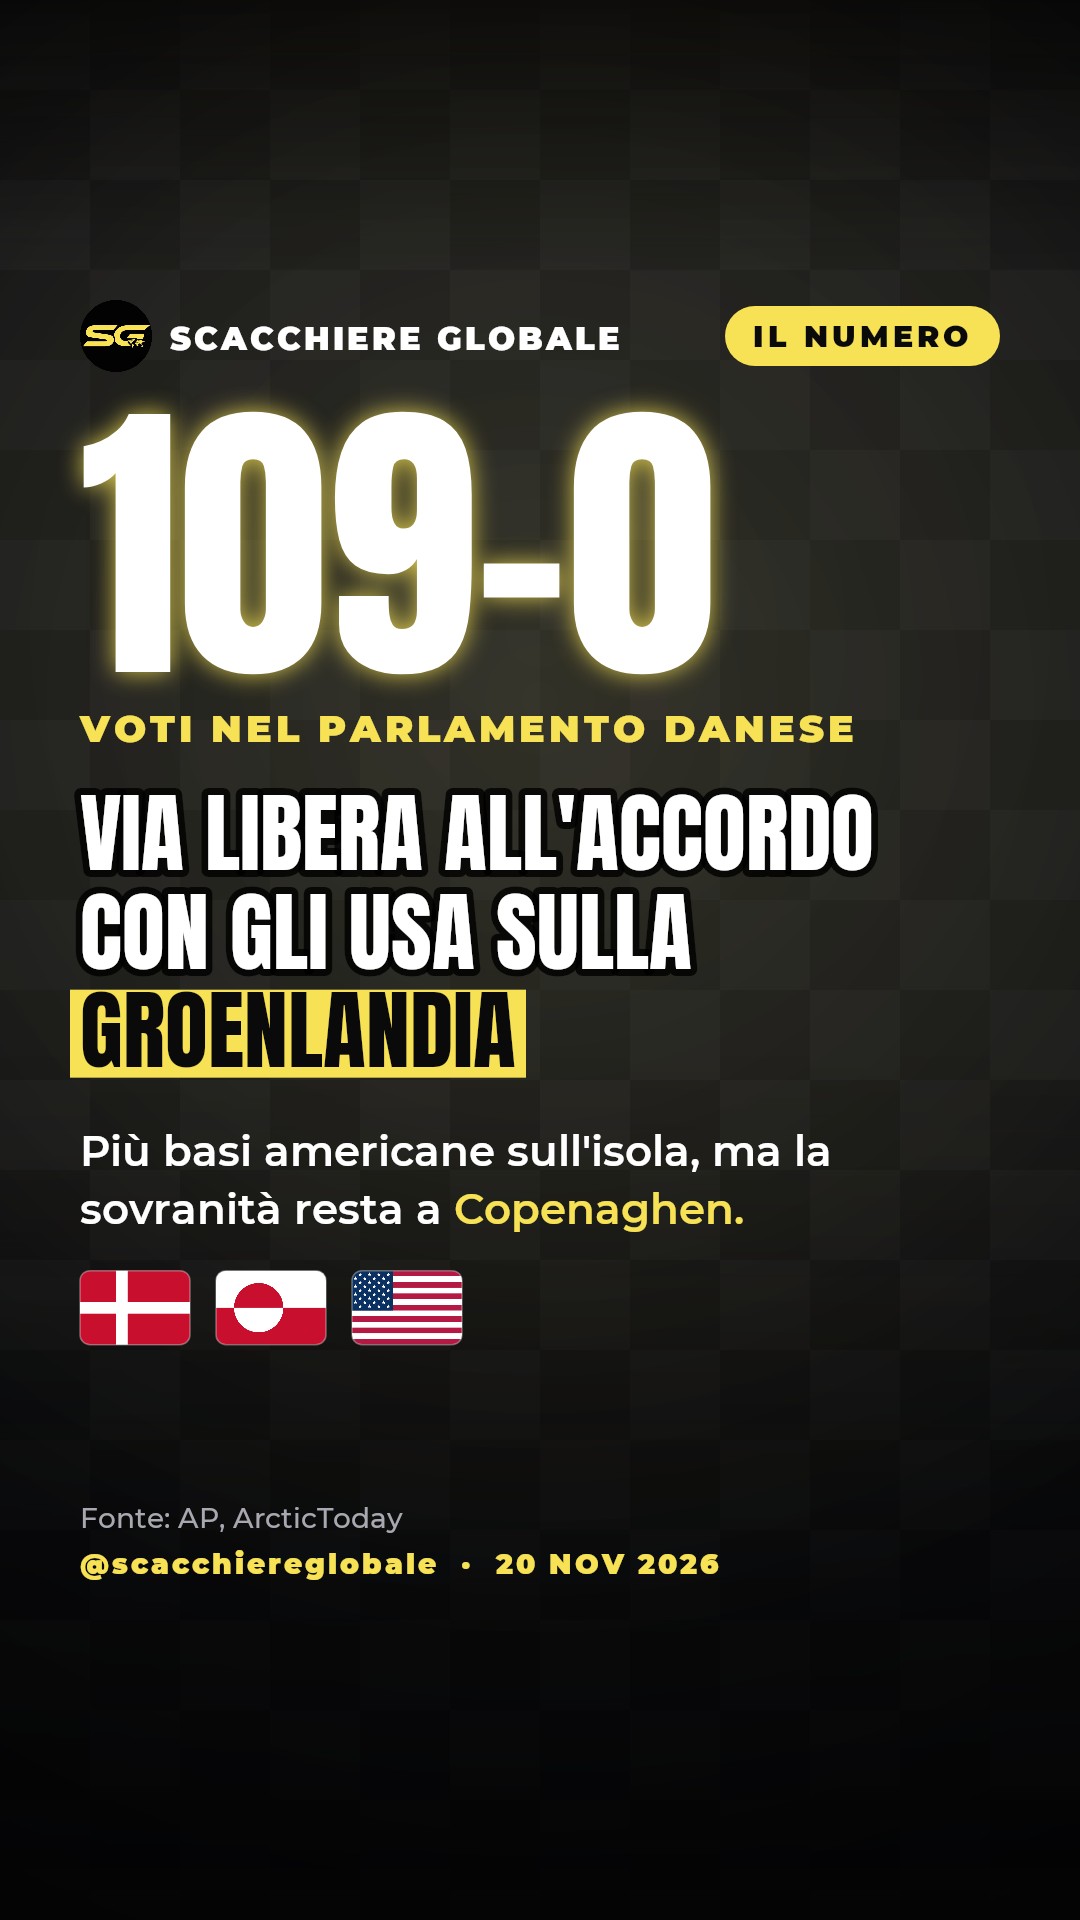 SG
SCACCHIERE GLOBALE
IL NUMERO
109-0
VOTI NEL PARLAMENTO DANESE
VIA LIBERA ALL'ACCORDO
CON GLI USA SULLA
GROENLANDIA
Più basi americane sull'isola, ma la
sovranità resta a Copenaghen.
Fonte: AP, ArcticToday
@scacchiereglobale • 20 NOV 2026